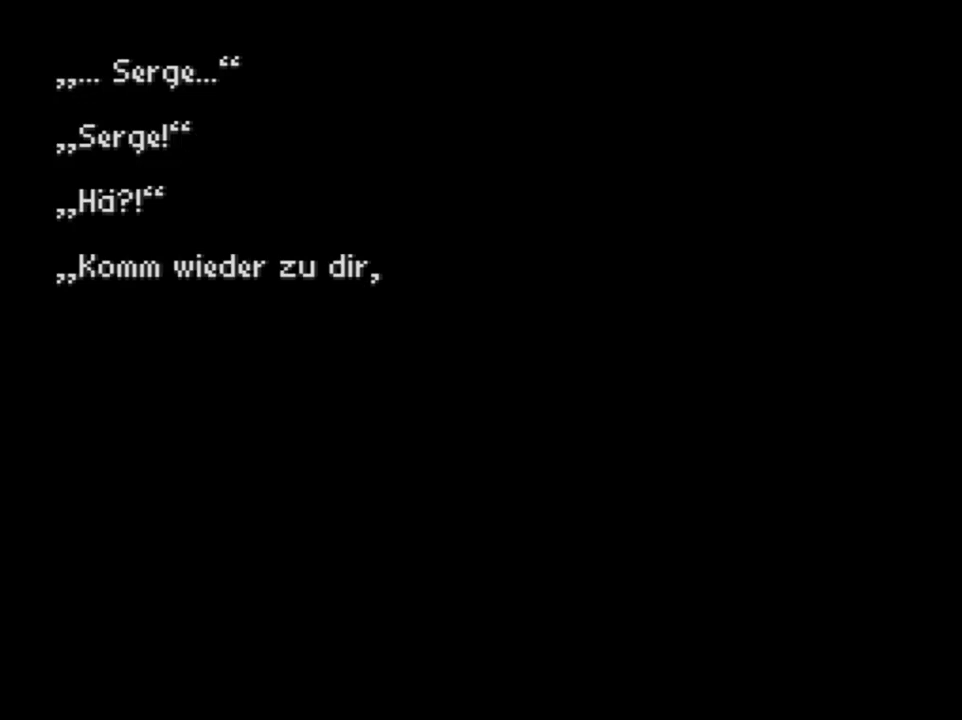 „... Serge...“
„Serge!“
„Hä?!“
„Komm wieder zu dir,